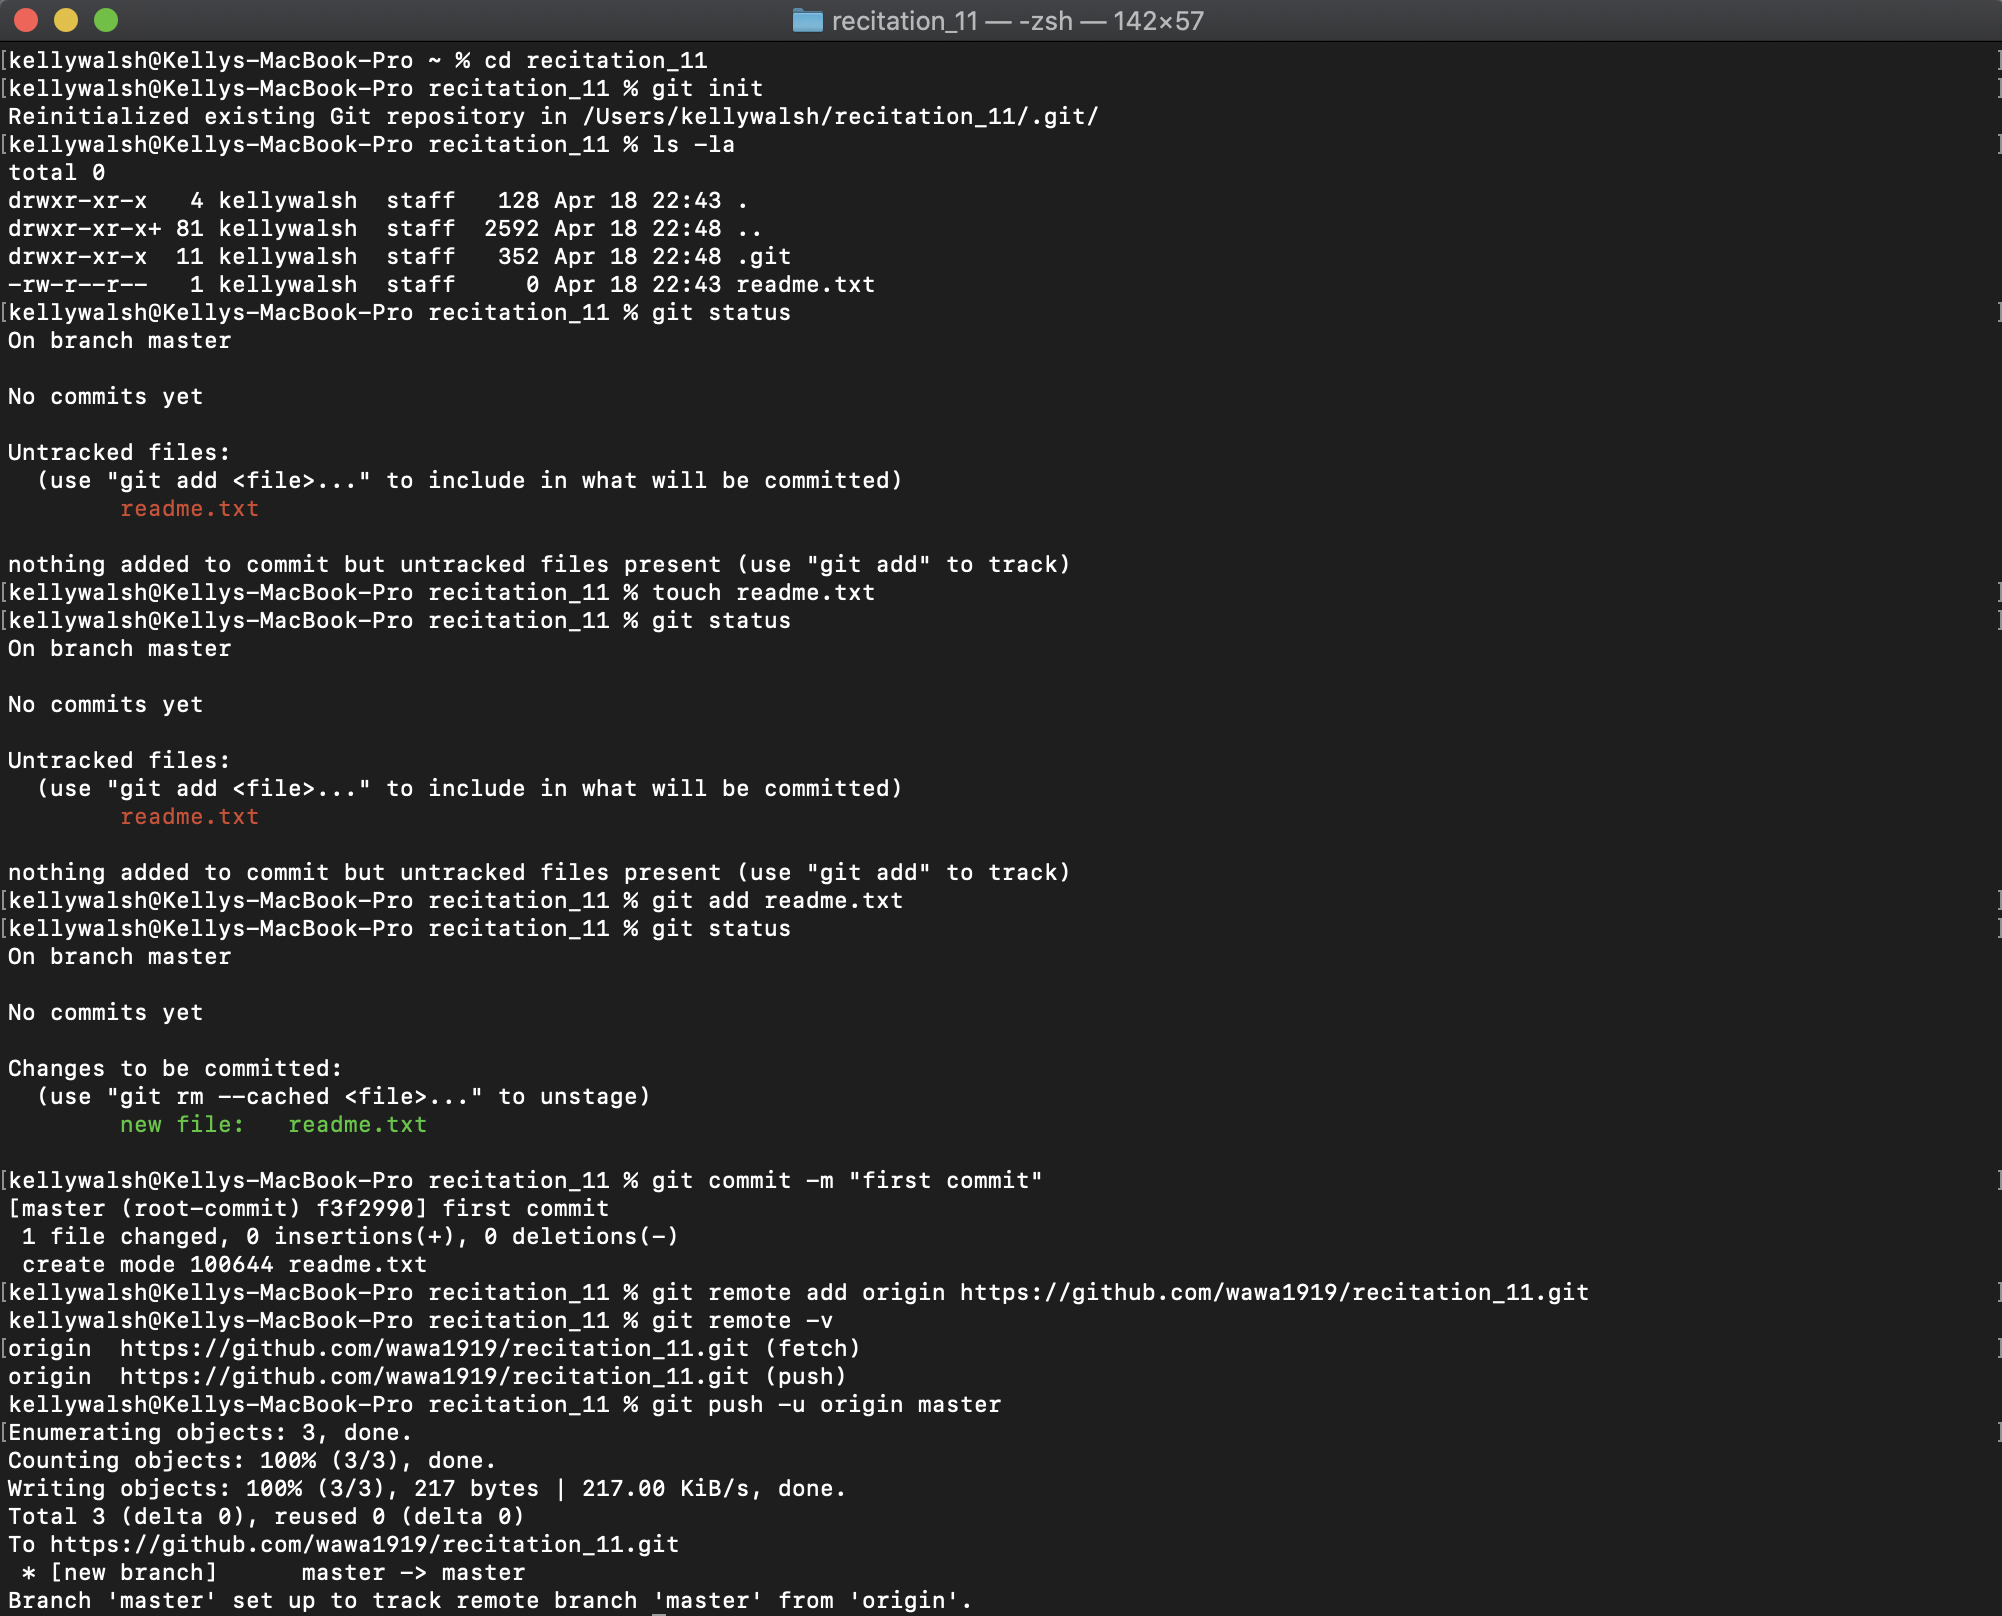 recitation_11 — -zsh — 142×57
[kellywalsh@Kellys-MacBook-Pro ~ % cd recitation_11 ]
[kellywalsh@Kellys-MacBook-Pro recitation_11 % git init ]
Reinitialized existing Git repository in /Users/kellywalsh/recitation_11/.git/
[kellywalsh@Kellys-MacBook-Pro recitation_11 % ls -la ]
total 0
drwxr-xr-x   4 kellywalsh  staff   128 Apr 18 22:43 .
drwxr-xr-x+ 81 kellywalsh  staff  2592 Apr 18 22:48 ..
drwxr-xr-x  11 kellywalsh  staff   352 Apr 18 22:48 .git
-rw-r--r--   1 kellywalsh  staff     0 Apr 18 22:43 readme.txt
[kellywalsh@Kellys-MacBook-Pro recitation_11 % git status ]
On branch master
No commits yet
Untracked files:
  (use "git add <file>..." to include in what will be committed)
        readme.txt
nothing added to commit but untracked files present (use "git add" to track)
[kellywalsh@Kellys-MacBook-Pro recitation_11 % touch readme.txt ]
[kellywalsh@Kellys-MacBook-Pro recitation_11 % git status ]
On branch master
No commits yet
Untracked files:
  (use "git add <file>..." to include in what will be committed)
        readme.txt
nothing added to commit but untracked files present (use "git add" to track)
[kellywalsh@Kellys-MacBook-Pro recitation_11 % git add readme.txt ]
[kellywalsh@Kellys-MacBook-Pro recitation_11 % git status ]
On branch master
No commits yet
Changes to be committed:
  (use "git rm --cached <file>..." to unstage)
        new file:   readme.txt
[kellywalsh@Kellys-MacBook-Pro recitation_11 % git commit -m "first commit" ]
[master (root-commit) f3f2990] first commit
 1 file changed, 0 insertions(+), 0 deletions(-)
 create mode 100644 readme.txt
[kellywalsh@Kellys-MacBook-Pro recitation_11 % git remote add origin https://github.com/wawa1919/recitation_11.git ]
kellywalsh@Kellys-MacBook-Pro recitation_11 % git remote -v
[origin  https://github.com/wawa1919/recitation_11.git (fetch) ]
origin  https://github.com/wawa1919/recitation_11.git (push)
kellywalsh@Kellys-MacBook-Pro recitation_11 % git push -u origin master
[Enumerating objects: 3, done. ]
Counting objects: 100% (3/3), done.
Writing objects: 100% (3/3), 217 bytes | 217.00 KiB/s, done.
Total 3 (delta 0), reused 0 (delta 0)
To https://github.com/wawa1919/recitation_11.git
 * [new branch]      master -> master
Branch 'master' set up to track remote branch 'master' from 'origin'.